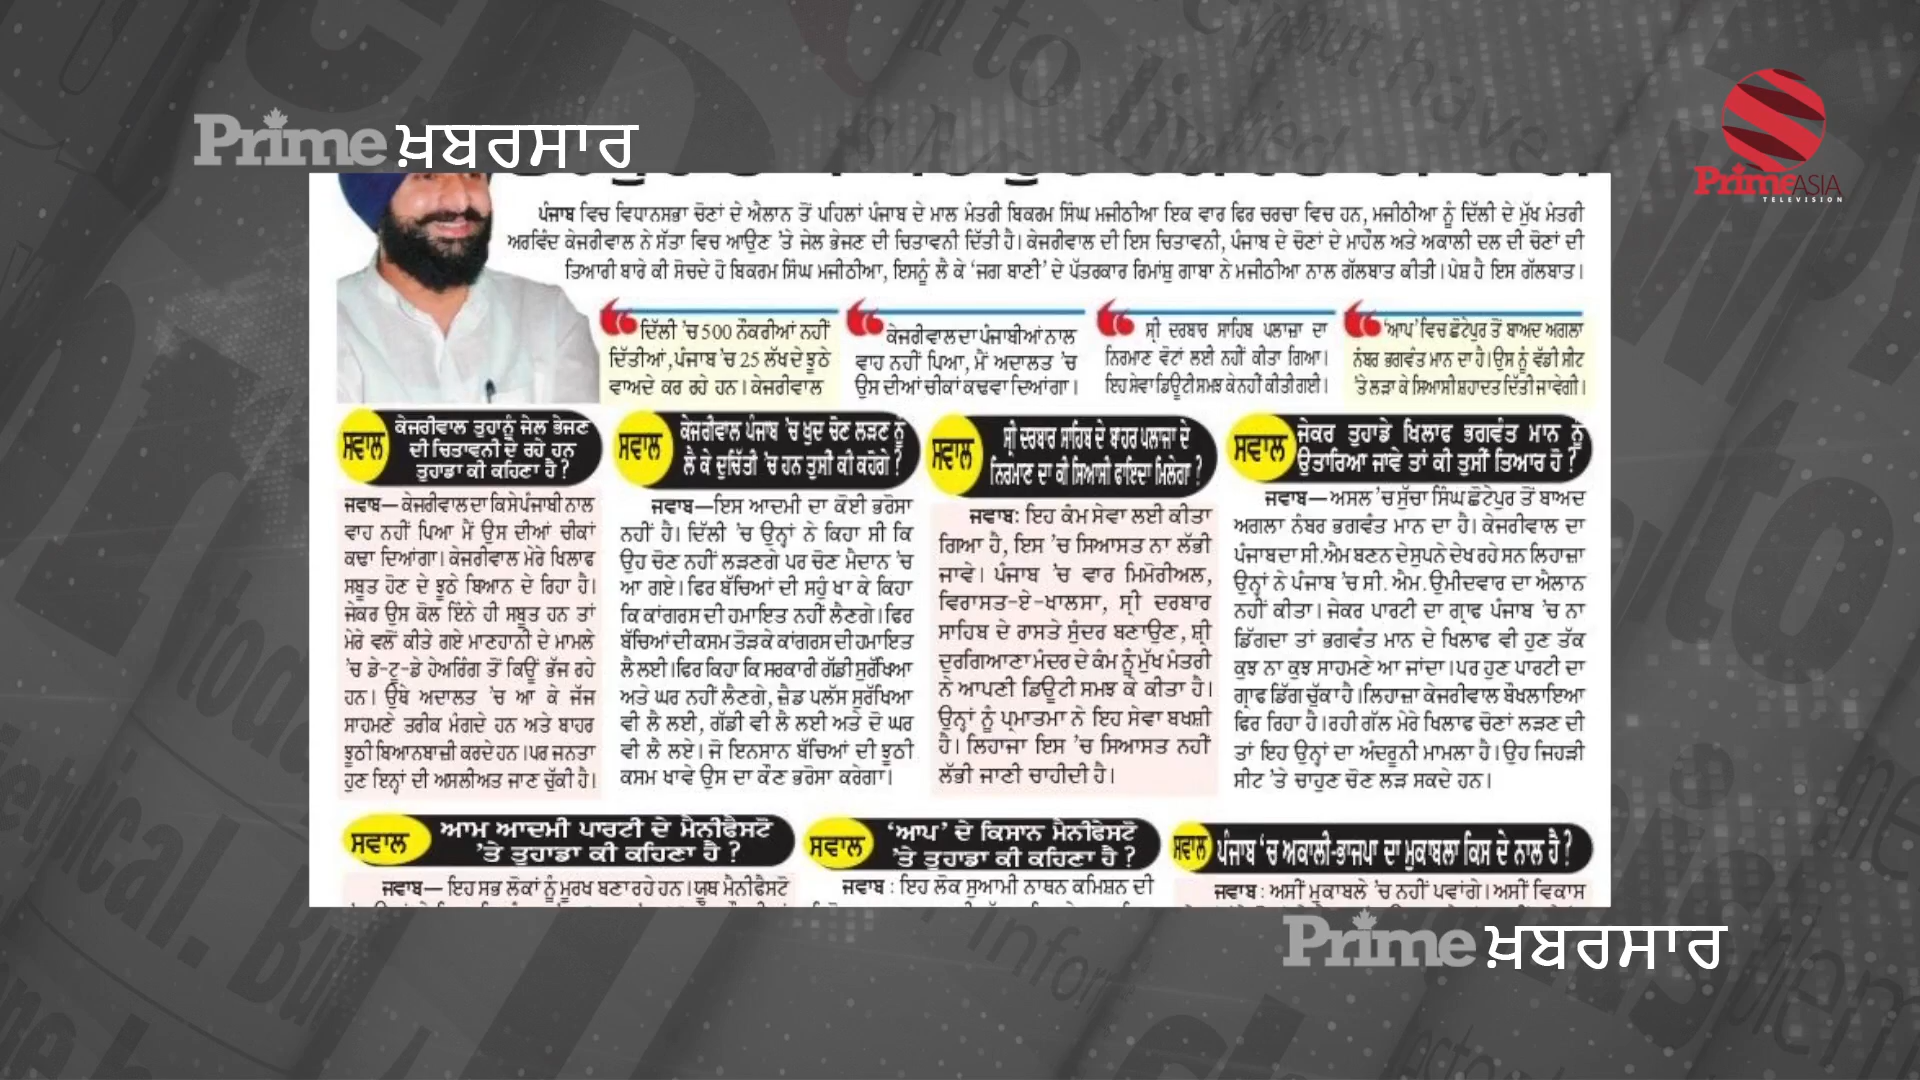 Prime ਖ਼ਬਰਸਾਰ
PrimeASIA
TELEVISION
ਪੰਜਾਬ ਵਿਚ ਵਿਧਾਨਸਭਾ ਚੋਣਾਂ ਦੇ ਐਲਾਨ ਤੋਂ ਪਹਿਲਾਂ ਪੰਜਾਬ ਦੇ ਮਾਲ ਮੰਤਰੀ ਬਿਕਰਮ ਸਿੰਘ ਮਜੀਠੀਆ ਇਕ ਵਾਰ ਫਿਰ ਚਰਚਾ ਵਿਚ ਹਨ, ਮਜੀਠੀਆ ਨੂੰ ਦਿੱਲੀ ਦੇ ਮੁੱਖ ਮੰਤਰੀ
ਅਰਵਿੰਦ ਕੇਜਰੀਵਾਲ ਨੇ ਸੱਤਾ ਵਿਚ ਆਉਣ 'ਤੇ ਜੇਲ ਭੇਜਣ ਦੀ ਚਿਤਾਵਨੀ ਦਿੱਤੀ ਹੈ। ਕੇਜਰੀਵਾਲ ਦੀ ਇਸ ਚਿਤਾਵਨੀ, ਪੰਜਾਬ ਦੇ ਚੋਣਾਂ ਦੇ ਮਾਹੌਲ ਅਤੇ ਅਕਾਲੀ ਦਲ ਦੀ ਚੋਣਾਂ ਦੀ
ਤਿਆਰੀ ਬਾਰੇ ਕੀ ਸੋਚਦੇ ਹੋ ਬਿਕਰਮ ਸਿੰਘ ਮਜੀਠੀਆ, ਇਸਨੂੰ ਲੈ ਕੇ 'ਜਗ ਬਾਣੀ' ਦੇ ਪੱਤਰਕਾਰ ਰਿਮਾਂਸ਼ੂ ਗਾਬਾ ਨੇ ਮਜੀਠੀਆ ਨਾਲ ਗੱਲਬਾਤ ਕੀਤੀ। ਪੇਸ਼ ਹੈ ਇਸ ਗੱਲਬਾਤ।
ਦਿੱਲੀ 'ਚ 500 ਨੌਕਰੀਆਂ ਨਹੀਂ
ਦਿੱਤੀਆਂ, ਪੰਜਾਬ 'ਚ 25 ਲੱਖ ਦੇ ਝੂਠੇ
ਵਾਅਦੇ ਕਰ ਰਹੇ ਹਨ। ਕੇਜਰੀਵਾਲ
ਕੇਜਰੀਵਾਲ ਦਾ ਪੰਜਾਬੀਆਂ ਨਾਲ
ਵਾਹ ਨਹੀਂ ਪਿਆ, ਮੈਂ ਅਦਾਲਤ 'ਚ
ਉਸ ਦੀਆਂ ਚੀਕਾਂ ਕਢਵਾ ਦਿਆਂਗਾ।
ਸ੍ਰੀ ਦਰਬਾਰ ਸਾਹਿਬ ਪਲਾਜ਼ਾ ਦਾ
ਨਿਰਮਾਣ ਵੋਟਾਂ ਲਈ ਨਹੀਂ ਕੀਤਾ ਗਿਆ।
ਇਹ ਸੇਵਾ ਡਿਊਟੀ ਸਮਝ ਕੇ ਨਹੀਂ ਕੀਤੀ ਗਈ।
'ਆਪ' ਵਿਚ ਛੋਟੇਪੁਰ ਤੋਂ ਬਾਅਦ ਅਗਲਾ
ਨੰਬਰ ਭਗਵੰਤ ਮਾਨ ਦਾ ਹੈ। ਉਸ ਨੂੰ ਵੱਡੀ ਸੀਟ
'ਤੇ ਲੜਾ ਕੇ ਸਿਆਸੀ ਸ਼ਹਾਦਤ ਦਿੱਤੀ ਜਾਵੇਗੀ।
ਸਵਾਲ
ਕੇਜਰੀਵਾਲ ਤੁਹਾਨੂੰ ਜੇਲ ਭੇਜਣ
ਦੀ ਚਿਤਾਵਨੀ ਦੇ ਰਹੇ ਹਨ
ਤੁਹਾਡਾ ਕੀ ਕਹਿਣਾ ਹੈ ?
ਜਵਾਬ— ਕੇਜਰੀਵਾਲ ਦਾ ਕਿਸੇ ਪੰਜਾਬੀ ਨਾਲ
ਵਾਹ ਨਹੀਂ ਪਿਆ ਮੈਂ ਉਸ ਦੀਆਂ ਚੀਕਾਂ
ਕਢਾ ਦਿਆਂਗਾ। ਕੇਜਰੀਵਾਲ ਮੇਰੇ ਖਿਲਾਫ
ਸਬੂਤ ਹੋਣ ਦੇ ਝੂਠੇ ਬਿਆਨ ਦੇ ਰਿਹਾ ਹੈ।
ਜੇਕਰ ਉਸ ਕੋਲ ਇੰਨੇ ਹੀ ਸਬੂਤ ਹਨ ਤਾਂ
ਮੇਰੇ ਵਲੋਂ ਕੀਤੇ ਗਏ ਮਾਣਹਾਨੀ ਦੇ ਮਾਮਲੇ
'ਚ ਡੇ-ਟੂ-ਡੇ ਹੇਅਰਿੰਗ ਤੋਂ ਕਿਉਂ ਭੱਜ ਰਹੇ
ਹਨ। ਉਥੇ ਅਦਾਲਤ 'ਚ ਆ ਕੇ ਜੱਜ
ਸਾਹਮਣੇ ਤਰੀਕ ਮੰਗਦੇ ਹਨ ਅਤੇ ਬਾਹਰ
ਝੂਠੀ ਬਿਆਨਬਾਜ਼ੀ ਕਰਦੇ ਹਨ। ਪਰ ਜਨਤਾ
ਹੁਣ ਇਨ੍ਹਾਂ ਦੀ ਅਸਲੀਅਤ ਜਾਣ ਚੁੱਕੀ ਹੈ।
ਸਵਾਲ
ਕੇਜਰੀਵਾਲ ਪੰਜਾਬ 'ਚ ਖੁਦ ਚੋਣ ਲੜਣ ਨੂੰ
ਲੈ ਕੇ ਦੁਚਿੱਤੀ 'ਚ ਹਨ ਤੁਸੀਂ ਕੀ ਕਹੋਗੇ ?
ਜਵਾਬ—ਇਸ ਆਦਮੀ ਦਾ ਕੋਈ ਭਰੋਸਾ
ਨਹੀਂ ਹੈ। ਦਿੱਲੀ 'ਚ ਉਨ੍ਹਾਂ ਨੇ ਕਿਹਾ ਸੀ ਕਿ
ਉਹ ਚੋਣ ਨਹੀਂ ਲੜਣਗੇ ਪਰ ਚੋਣ ਮੈਦਾਨ 'ਚ
ਆ ਗਏ। ਫਿਰ ਬੱਚਿਆਂ ਦੀ ਸਹੁੰ ਖਾ ਕੇ ਕਿਹਾ
ਕਿ ਕਾਂਗਰਸ ਦੀ ਹਮਾਇਤ ਨਹੀਂ ਲੈਣਗੇ। ਫਿਰ
ਬੱਚਿਆਂ ਦੀ ਕਸਮ ਤੋੜ ਕੇ ਕਾਂਗਰਸ ਦੀ ਹਮਾਇਤ
ਲੈ ਲਈ। ਫਿਰ ਕਿਹਾ ਕਿ ਸਰਕਾਰੀ ਗੱਡੀ ਸੁਰੱਖਿਆ
ਅਤੇ ਘਰ ਨਹੀਂ ਲੈਣਗੇ, ਜ਼ੈਡ ਪਲੱਸ ਸੁਰੱਖਿਆ
ਵੀ ਲੈ ਲਈ, ਗੱਡੀ ਵੀ ਲੈ ਲਈ ਅਤੇ ਦੋ ਘਰ
ਵੀ ਲੈ ਲਏ। ਜੋ ਇਨਸਾਨ ਬੱਚਿਆਂ ਦੀ ਝੂਠੀ
ਕਸਮ ਖਾਵੇ ਉਸ ਦਾ ਕੌਣ ਭਰੋਸਾ ਕਰੇਗਾ।
ਸਵਾਲ
ਸ੍ਰੀ ਦਰਬਾਰ ਸਾਹਿਬ ਦੇ ਬਾਹਰ ਪਲਾਜ਼ਾ ਦੇ
ਨਿਰਮਾਣ ਦਾ ਕੀ ਸਿਆਸੀ ਫਾਇਦਾ ਮਿਲੇਗਾ ?
ਜਵਾਬ: ਇਹ ਕੰਮ ਸੇਵਾ ਲਈ ਕੀਤਾ
ਗਿਆ ਹੈ, ਇਸ 'ਚ ਸਿਆਸਤ ਨਾ ਲੱਭੀ
ਜਾਵੇ। ਪੰਜਾਬ 'ਚ ਵਾਰ ਮਿਮੋਰੀਅਲ,
ਵਿਰਾਸਤ-ਏ-ਖਾਲਸਾ, ਸ੍ਰੀ ਦਰਬਾਰ
ਸਾਹਿਬ ਦੇ ਰਾਸਤੇ ਸੁੰਦਰ ਬਣਾਉਣ, ਸ਼੍ਰੀ
ਦੁਰਗਿਆਣਾ ਮੰਦਰ ਦੇ ਕੰਮ ਨੂੰ ਮੁੱਖ ਮੰਤਰੀ
ਨੇ ਆਪਣੀ ਡਿਊਟੀ ਸਮਝ ਕੇ ਕੀਤਾ ਹੈ।
ਉਨ੍ਹਾਂ ਨੂੰ ਪ੍ਰਮਾਤਮਾ ਨੇ ਇਹ ਸੇਵਾ ਬਖਸ਼ੀ
ਹੈ। ਲਿਹਾਜਾ ਇਸ 'ਚ ਸਿਆਸਤ ਨਹੀਂ
ਲੱਭੀ ਜਾਣੀ ਚਾਹੀਦੀ ਹੈ।
ਸਵਾਲ
ਜੇਕਰ ਤੁਹਾਡੇ ਖਿਲਾਫ ਭਗਵੰਤ ਮਾਨ ਨੂੰ
ਉਤਾਰਿਆ ਜਾਵੇ ਤਾਂ ਕੀ ਤੁਸੀਂ ਤਿਆਰ ਹੋ ?
ਜਵਾਬ—ਅਸਲ 'ਚ ਸੁੱਚਾ ਸਿੰਘ ਛੋਟੇਪੁਰ ਤੋਂ ਬਾਅਦ
ਅਗਲਾ ਨੰਬਰ ਭਗਵੰਤ ਮਾਨ ਦਾ ਹੈ। ਕੇਜਰੀਵਾਲ ਦਾ
ਪੰਜਾਬ ਦਾ ਸੀ.ਐਮ ਬਣਨ ਦੇ ਸੁਪਨੇ ਦੇਖ ਰਹੇ ਸਨ ਲਿਹਾਜ਼ਾ
ਉਨ੍ਹਾਂ ਨੇ ਪੰਜਾਬ 'ਚ ਸੀ. ਐਮ. ਉਮੀਦਵਾਰ ਦਾ ਐਲਾਨ
ਨਹੀਂ ਕੀਤਾ। ਜੇਕਰ ਪਾਰਟੀ ਦਾ ਗ੍ਰਾਫ ਪੰਜਾਬ 'ਚ ਨਾ
ਡਿੱਗਦਾ ਤਾਂ ਭਗਵੰਤ ਮਾਨ ਦੇ ਖਿਲਾਫ ਵੀ ਹੁਣ ਤੱਕ
ਕੁਝ ਨਾ ਕੁਝ ਸਾਹਮਣੇ ਆ ਜਾਂਦਾ। ਪਰ ਹੁਣ ਪਾਰਟੀ ਦਾ
ਗ੍ਰਾਫ ਡਿੱਗ ਚੁੱਕਾ ਹੈ। ਲਿਹਾਜ਼ਾ ਕੇਜਰੀਵਾਲ ਬੌਖਲਾਇਆ
ਫਿਰ ਰਿਹਾ ਹੈ। ਰਹੀ ਗੱਲ ਮੇਰੇ ਖਿਲਾਫ ਚੋਣਾਂ ਲੜਣ ਦੀ
ਤਾਂ ਇਹ ਉਨ੍ਹਾਂ ਦਾ ਅੰਦਰੂਨੀ ਮਾਮਲਾ ਹੈ। ਉਹ ਜਿਹੜੀ
ਸੀਟ 'ਤੇ ਚਾਹੁਣ ਚੋਣ ਲੜ ਸਕਦੇ ਹਨ।
ਸਵਾਲ
ਆਮ ਆਦਮੀ ਪਾਰਟੀ ਦੇ ਮੈਨੀਫੈਸਟੋ
'ਤੇ ਤੁਹਾਡਾ ਕੀ ਕਹਿਣਾ ਹੈ ?
ਜਵਾਬ— ਇਹ ਸਭ ਲੋਕਾਂ ਨੂੰ ਮੂਰਖ ਬਣਾ ਰਹੇ ਹਨ। ਯੂਥ ਮੈਨੀਫੈਸਟੋ
ਸਵਾਲ
'ਆਪ' ਦੇ ਕਿਸਾਨ ਮੈਨੀਫੇਸਟੋ
'ਤੇ ਤੁਹਾਡਾ ਕੀ ਕਹਿਣਾ ਹੈ ?
ਜਵਾਬ : ਇਹ ਲੋਕ ਸੁਆਮੀ ਨਾਥਨ ਕਮਿਸ਼ਨ ਦੀ
ਸਵਾਲ
ਪੰਜਾਬ 'ਚ ਅਕਾਲੀ-ਭਾਜਪਾ ਦਾ ਮੁਕਾਬਲਾ ਕਿਸ ਦੇ ਨਾਲ ਹੈ ?
ਜਵਾਬ : ਅਸੀਂ ਮੁਕਾਬਲੇ 'ਚ ਨਹੀਂ ਪਵਾਂਗੇ। ਅਸੀਂ ਵਿਕਾਸ
Prime ਖ਼ਬਰਸਾਰ